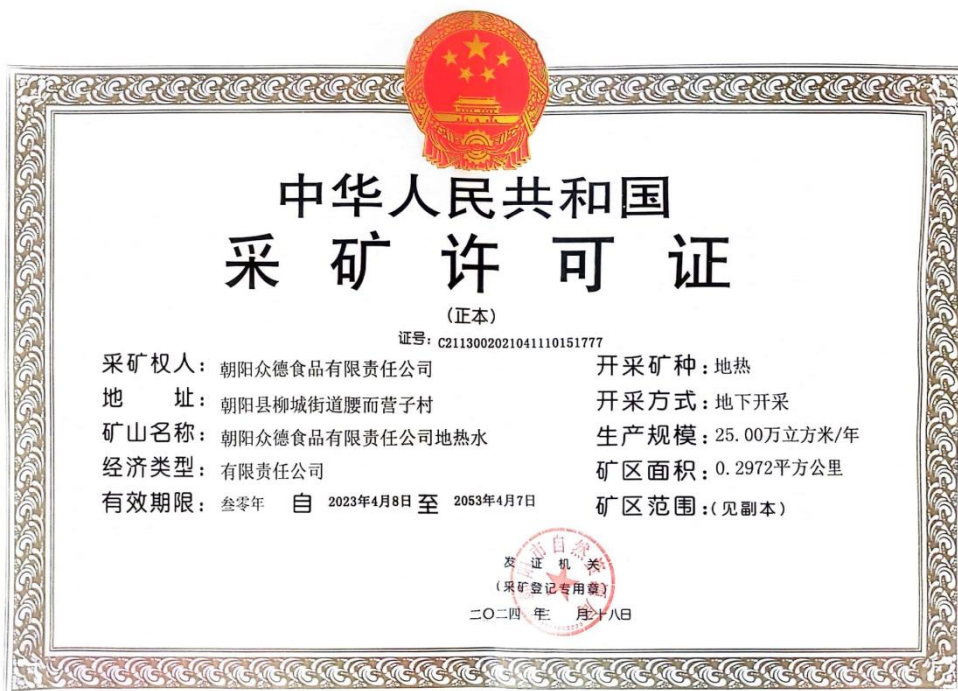 中华人民共和国
采矿许可证
(正本)
证号: C2113002021041110151777
采矿权人: 朝阳众德食品有限责任公司
地 址: 朝阳县柳城街道腰而营子村
矿山名称: 朝阳众德食品有限责任公司地热水
经济类型: 有限责任公司
有效期限: 叁零年 自 2023年4月8日 至 2053年4月7日
开采矿种: 地热
开采方式: 地下开采
生产规模: 25.00万立方米/年
矿区面积: 0.2972平方公里
矿区范围: (见副本)
发证机关
(采矿登记专用章)
二〇二四 年三 月 十八日